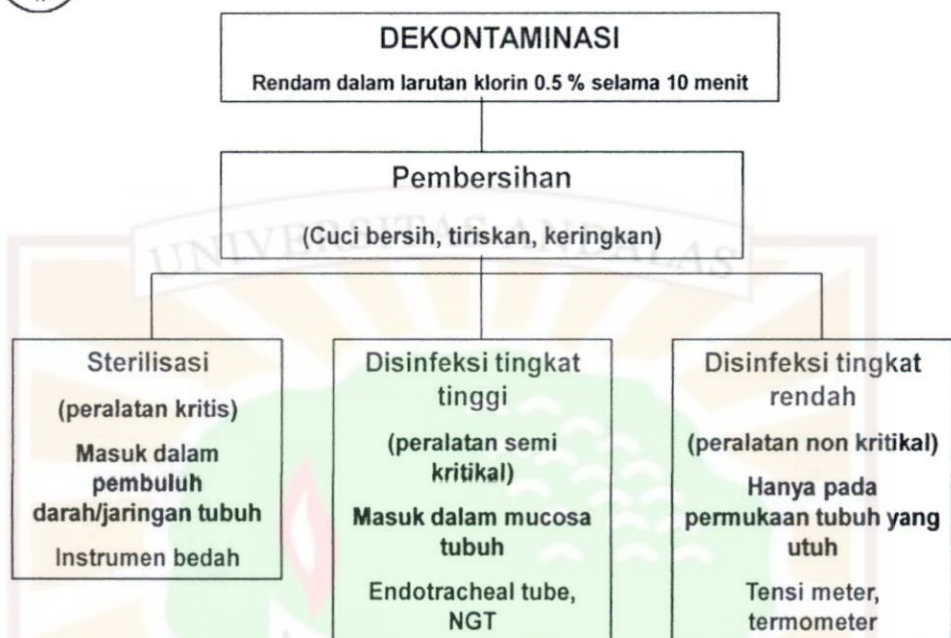 DEKONTAMINASI
Rendam dalam larutan klorin 0.5 % selama 10 menit
Pembersihan
(Cuci bersih, tiriskan, keringkan)
UNIVERSITAS ANDALAS
Sterilisasi
(peralatan kritis)
Masuk dalam
pembuluh
darah/jaringan tubuh
Instrumen bedah
Disinfeksi tingkat
tinggi
(peralatan semi
kritikal)
Masuk dalam mucosa
tubuh
Endotracheal tube,
NGT
Disinfeksi tingkat
rendah
(peralatan non kritikal)
Hanya pada
permukaan tubuh yang
utuh
Tensi meter,
termometer